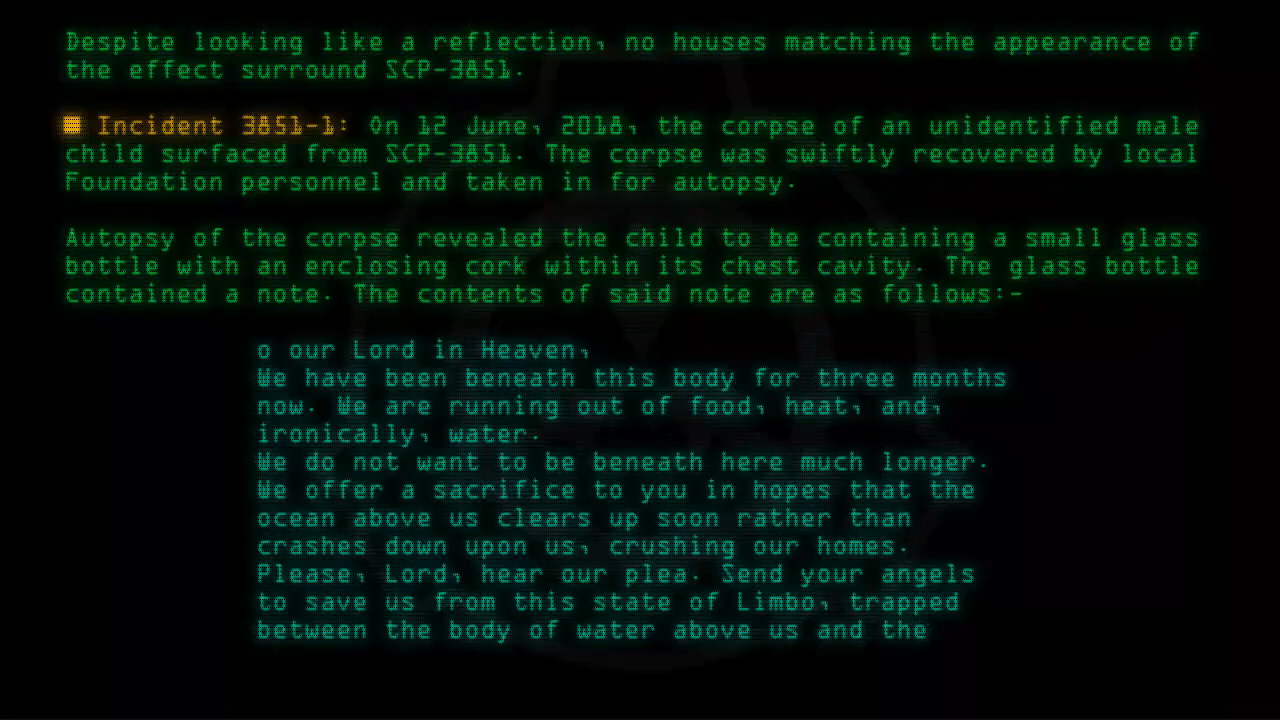 Despite looking like a reflection, no houses matching the appearance of
the effect surround SCP-3851.
Incident 3851-1: On 12 June, 2018, the corpse of an unidentified male
child surfaced from SCP-3851. The corpse was swiftly recovered by local
Foundation personnel and taken in for autopsy.
Autopsy of the corpse revealed the child to be containing a small glass
bottle with an enclosing cork within its chest cavity. The glass bottle
contained a note. The contents of said note are as follows:-
o our Lord in Heaven,
We have been beneath this body for three months
now. We are running out of food, heat, and,
ironically, water.
We do not want to be beneath here much longer.
We offer a sacrifice to you in hopes that the
ocean above us clears up soon rather than
crashes down upon us, crushing our homes.
Please, Lord, hear our plea. Send your angels
to save us from this state of Limbo, trapped
between the body of water above us and the